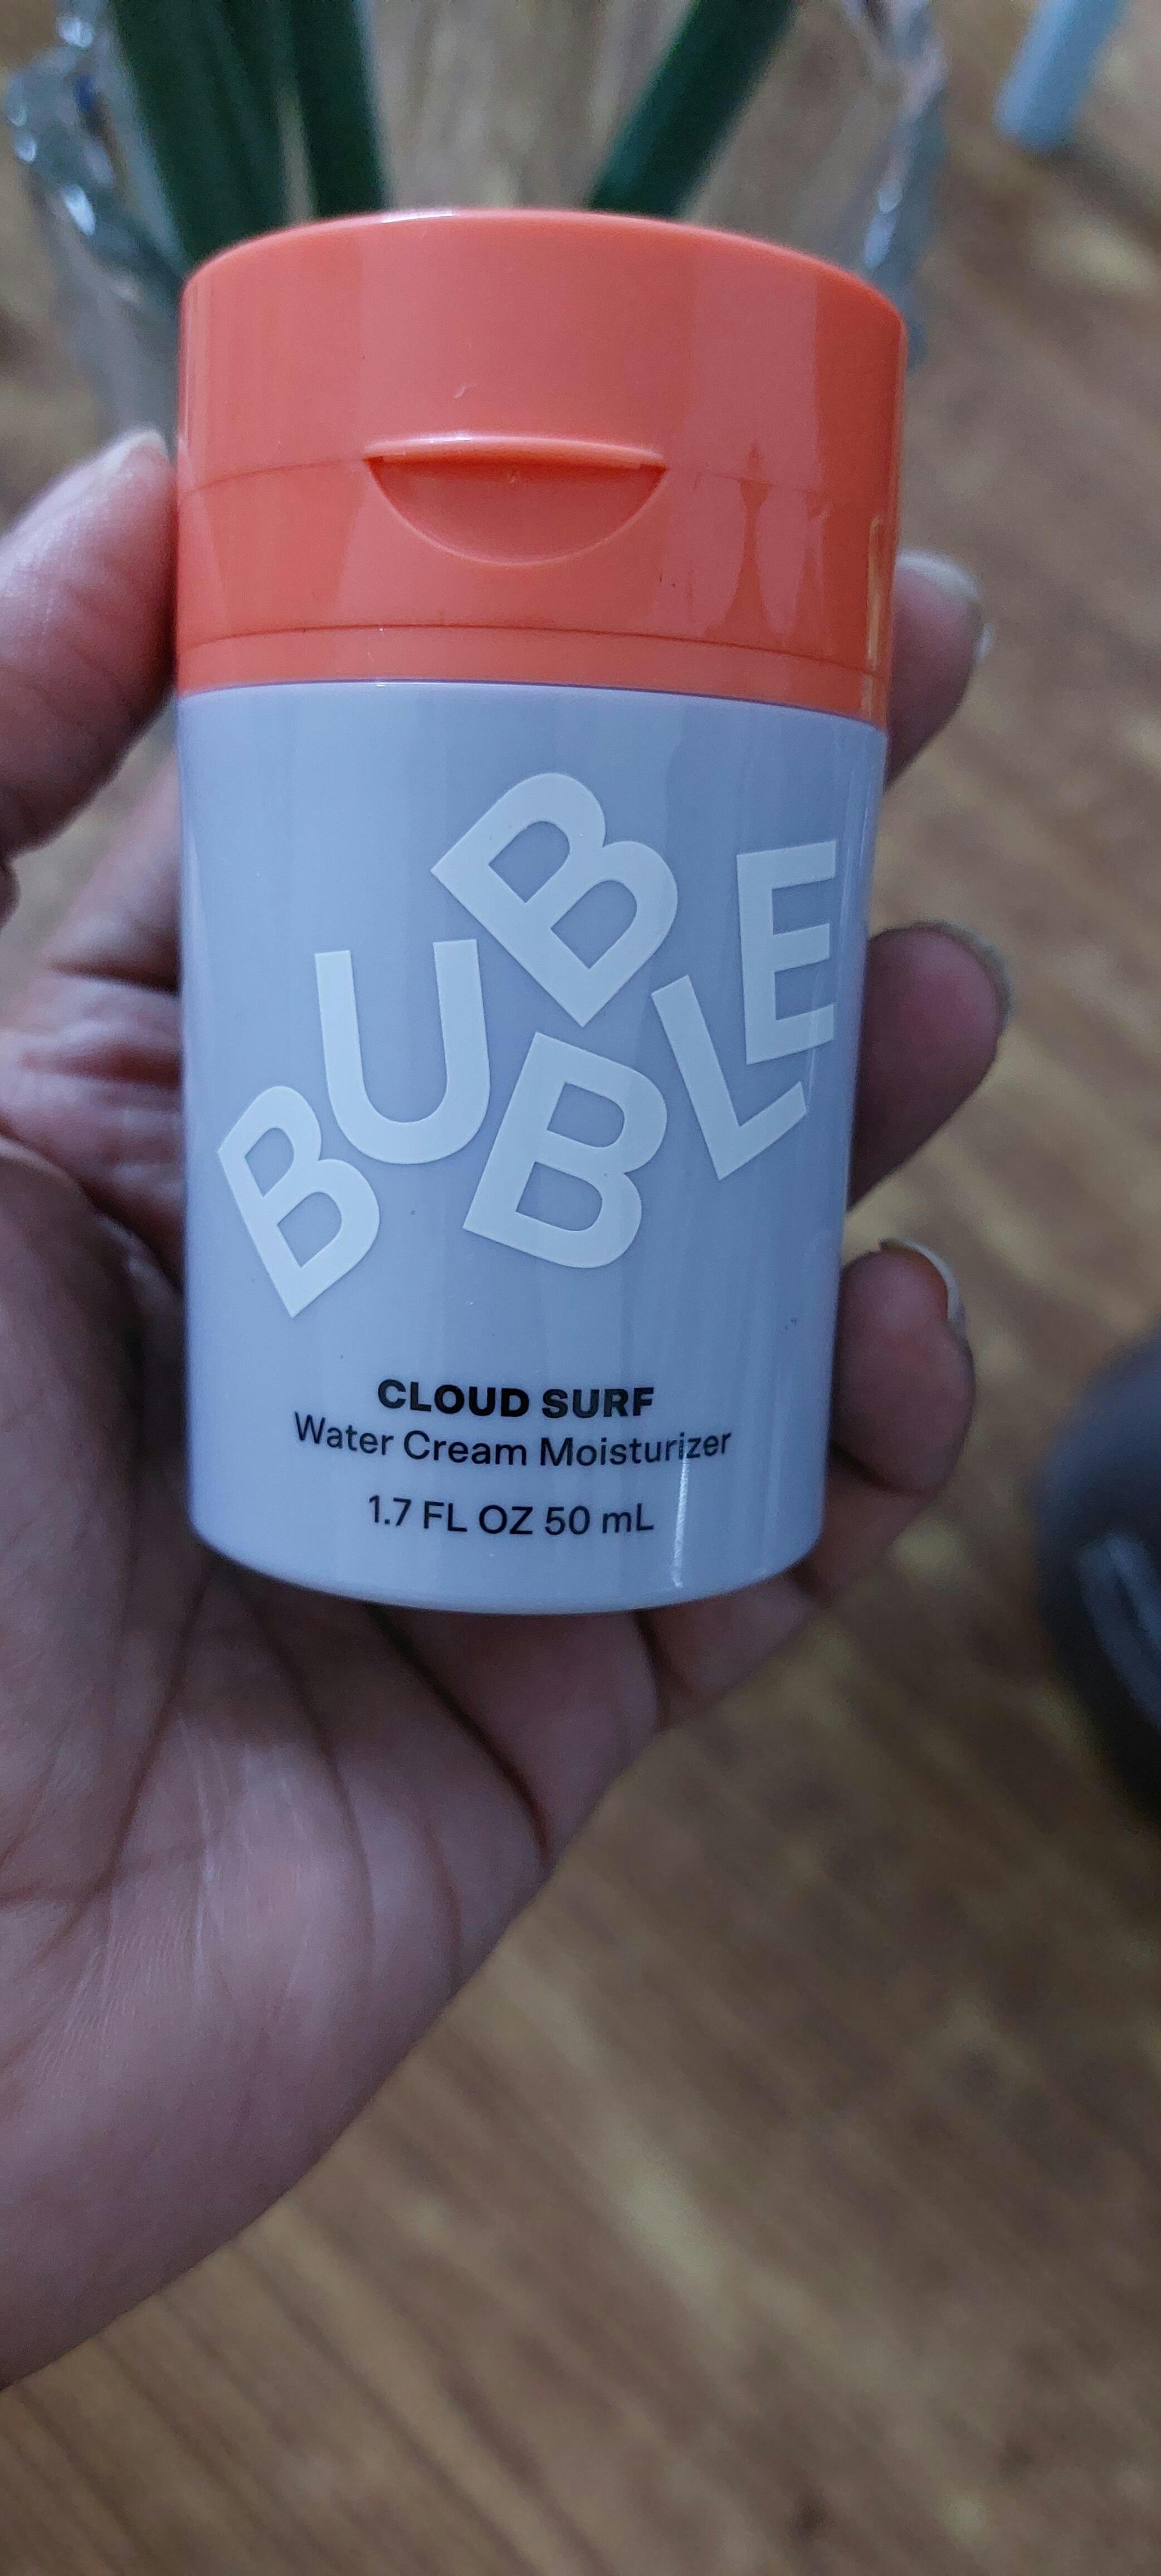 BUBBLE
CLOUD SURF
Water Cream Moisturizer
1.7 FL OZ 50 mL